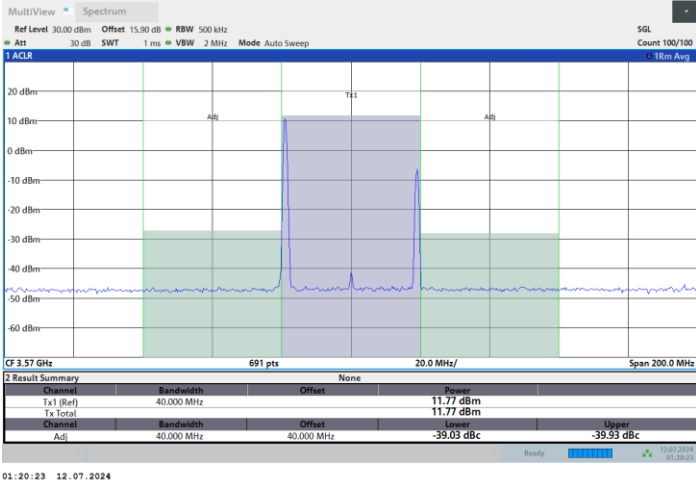 MultiView Spectrum
Ref Level 30.00 dBm Offset 15.90 dB RBW 500 kHz SGL
Att 30 dB SWT 1 ms VBW 2 MHz Mode Auto Sweep Count 100/100
1 ACLR 1Rm Avg
20 dBm
Tx1
10 dBm
Adj Adj
0 dBm
-10 dBm
-20 dBm
-30 dBm
-40 dBm
-50 dBm
-60 dBm
CF 3.57 GHz 691 pts 20.0 MHz/ Span 200.0 MHz
2 Result Summary None
Channel Bandwidth Offset Power
Tx1 (Ref) 40.000 MHz 11.77 dBm
Tx Total 11.77 dBm
Channel Bandwidth Offset Lower Upper
Adj 40.000 MHz 40.000 MHz -39.03 dBc -39.93 dBc
Ready 12.07.2024
01:20:23
01:20:23 12.07.2024